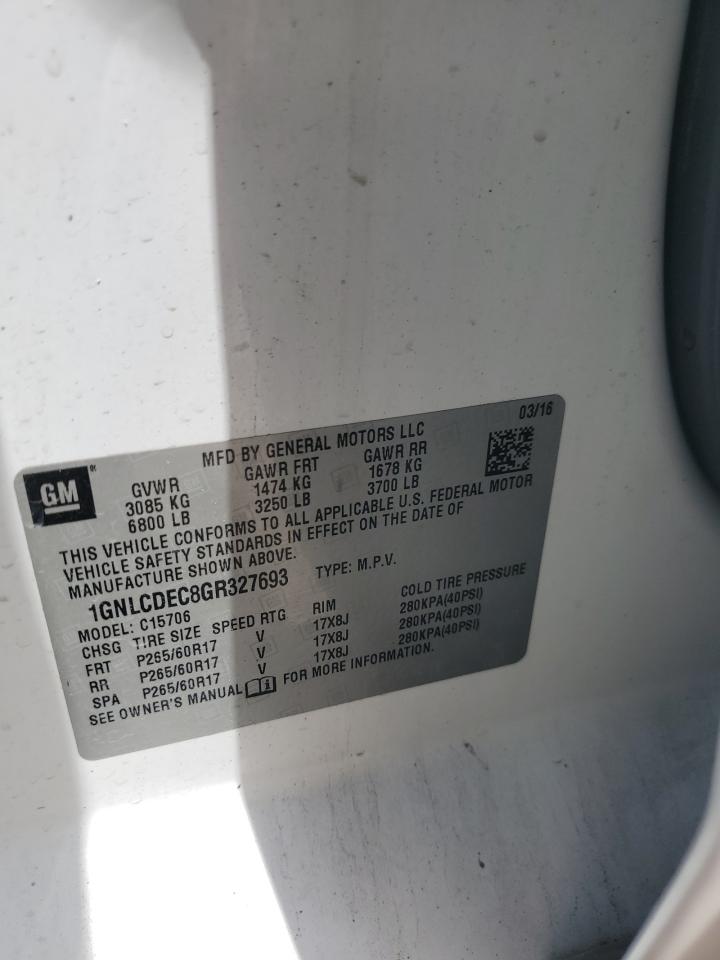 03/16
MFD BY GENERAL MOTORS LLC
GM
GVWR GAWR FRT GAWR RR
3085 KG 1474 KG 1678 KG
6800 LB 3250 LB 3700 LB
THIS VEHICLE CONFORMS TO ALL APPLICABLE U.S. FEDERAL MOTOR
VEHICLE SAFETY STANDARDS IN EFFECT ON THE DATE OF
MANUFACTURE SHOWN ABOVE.
1GNLCDEC8GR327693 TYPE: M.P.V.
MODEL: C15706
CHSG TIRE SIZE SPEED RTG RIM COLD TIRE PRESSURE
FRT P265/60R17 V 17X8J 280KPA(40PSI)
RR P265/60R17 V 17X8J 280KPA(40PSI)
SPA P265/60R17 V 17X8J 280KPA(40PSI)
SEE OWNER'S MANUAL FOR MORE INFORMATION.